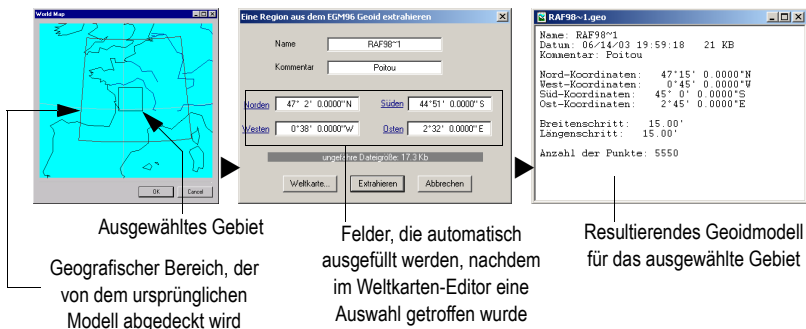 World Map
OK
Cancel
Eine Region aus dem EGM96 Geoid extrahieren
Name
RAF98~1
Kommentar
Poitou
Norden
47° 2' 0.0000"N
Süden
44°51' 0.0000"S
Westen
0°38' 0.0000"W
Osten
2°32' 0.0000"E
ungefähre Dateigröße: 17.3 Kb
Weltkarte...
Extrahieren
Abbrechen
RAF98~1.geo
Name: RAF98~1
Datum: 06/14/03 19:59:18 21 KB
Kommentar: Poitou
Nord-Koordinaten: 47°15' 0.0000"N
West-Koordinaten: 0°45' 0.0000"W
Süd-Koordinaten: 45° 0' 0.0000"S
Ost-Koordinaten: 2°45' 0.0000"E
Breitenschritt: 15.00'
Längenschritt: 15.00'
Anzahl der Punkte: 5550
Ausgewähltes Gebiet
Geografischer Bereich, der
von dem ursprünglichen
Modell abgedeckt wird
Felder, die automatisch
ausgefüllt werden, nachdem
im Weltkarten-Editor eine
Auswahl getroffen wurde
Resultierendes Geoidmodell
für das ausgewählte Gebiet